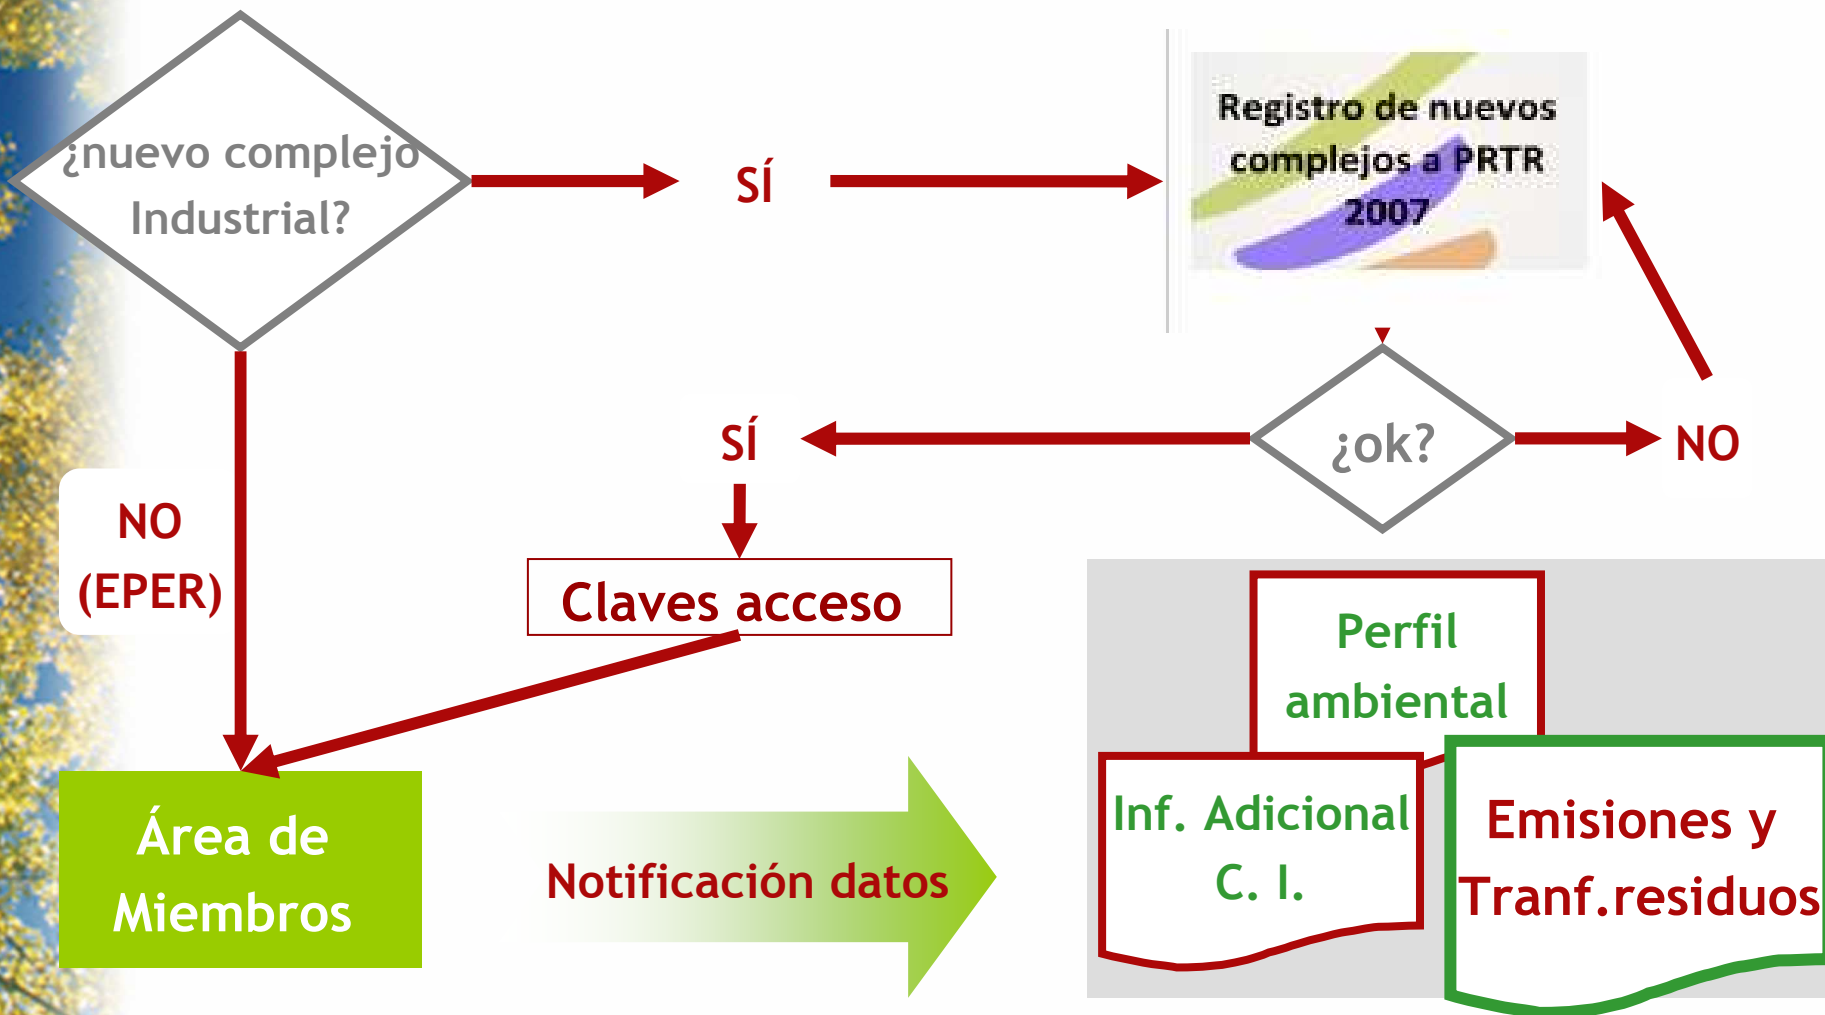 ¿nuevo complejo
Industrial?
SÍ
Registro de nuevos
complejos a PRTR
2007
SÍ
¿ok?
NO
NO
(EPER)
Claves acceso
Perfil
ambiental
Área de
Miembros
Notificación datos
Inf. Adicional
C. I.
Emisiones y
Tranf.residuos